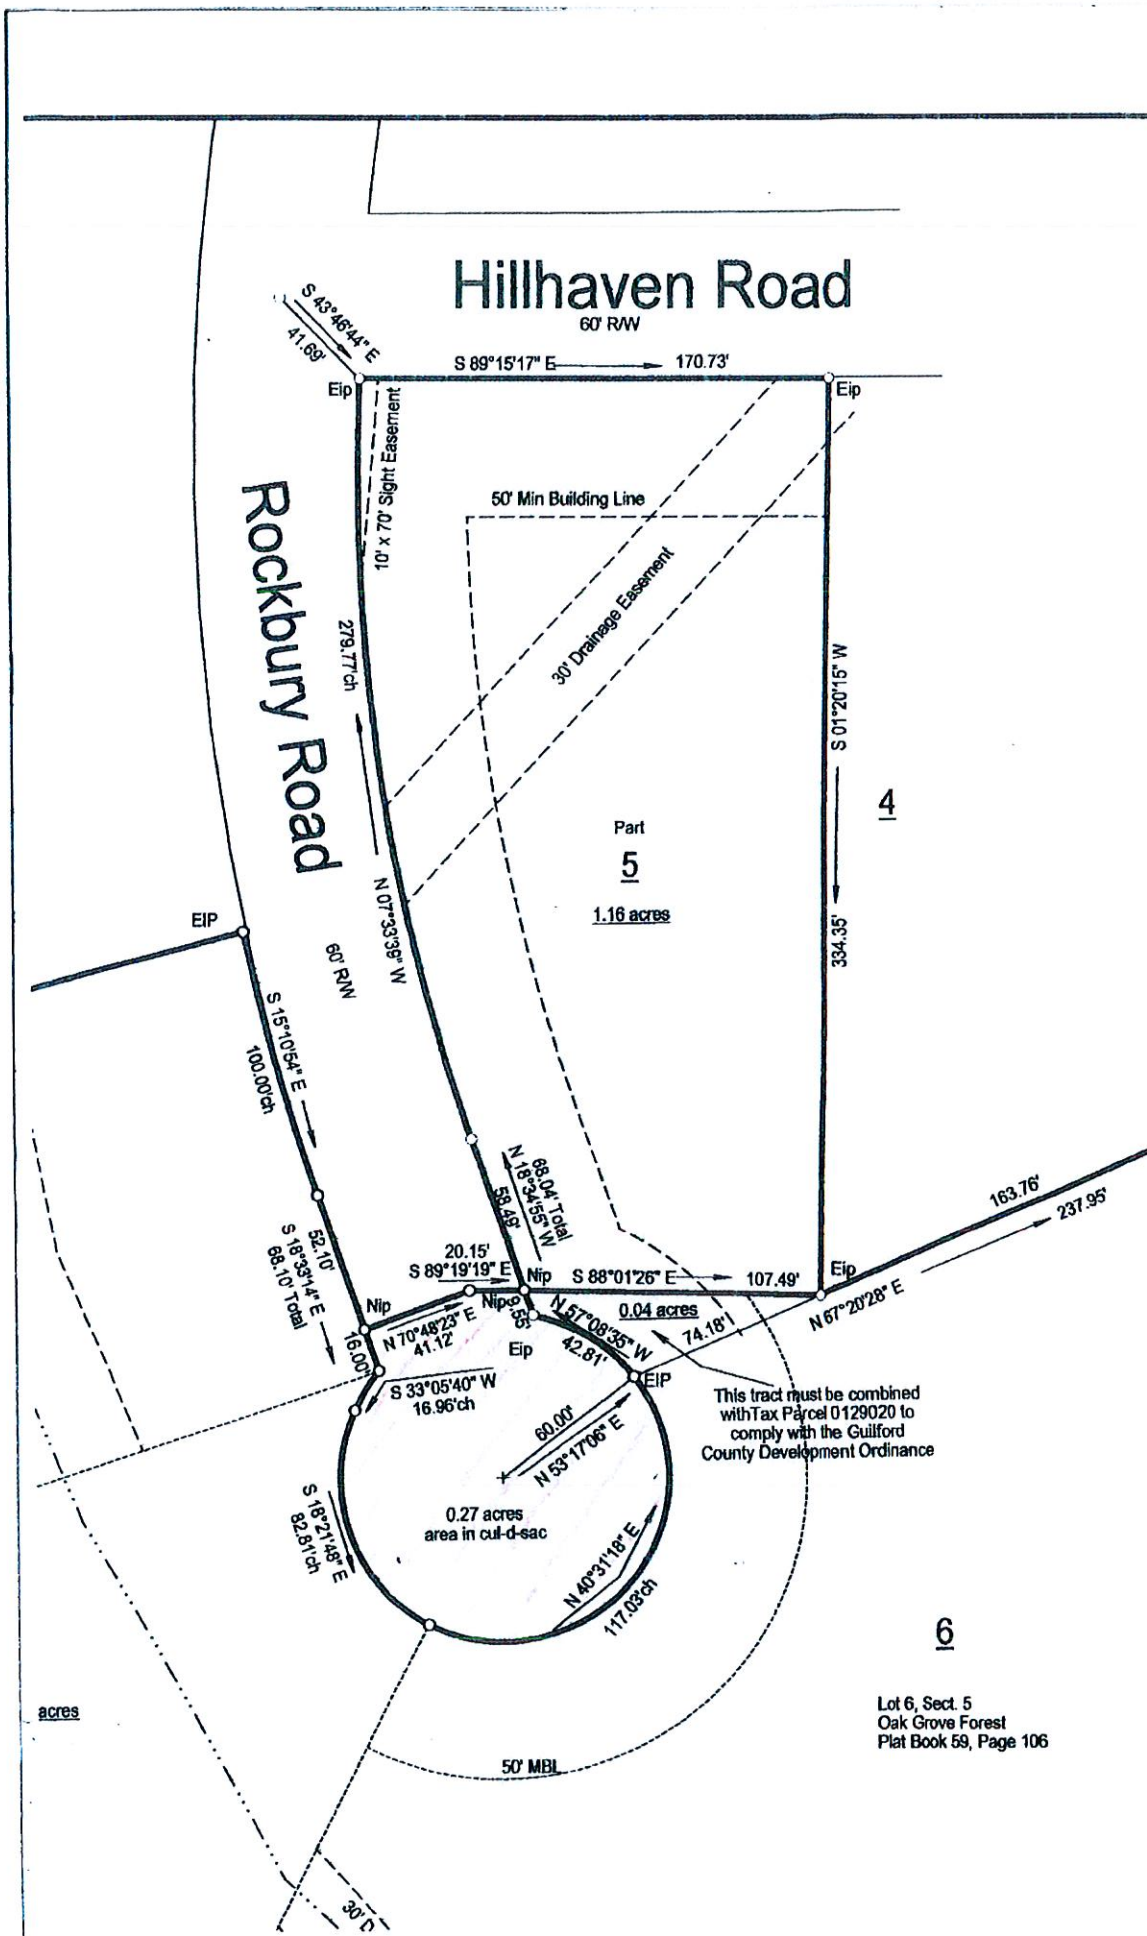 Hillhaven Road
60' R/W
S 43°46'44" E
41.69'
S 89°15'17" E
170.73'
Eip
Eip
10' x 70' Sight Easement
50' Min Building Line
30' Drainage Easement
Rockbury Road
279.77'ch
N 07°33'39" W
60' R/W
S 01°20'15" W
334.35'
4
Part
5
1.16 acres
EIP
S 15°10'54" E
100.00'ch
68.04' Total
N 18°34'55" W
58.49'
52.10'
S 18°33'14" E
68.10' Total
20.15'
S 89°19'19" E
Nip
Nip
Nip
S 88°01'26" E
107.49'
Eip
163.76'
237.95'
N 67°20'28" E
74.18'
0.04 acres
9.55'
Eip
N 57°08'35" W
42.81'
N 70°48'23" E
41.12'
16.00'
S 33°05'40" W
16.96'ch
EIP
60.00'
N 53°17'06" E
This tract must be combined
withTax Parcel 0129020 to
comply with the Guilford
County Development Ordinance
0.27 acres
area in cul-d-sac
S 18°21'48" E
82.81'ch
N 40°31'18" E
117.03'ch
6
Lot 6, Sect. 5
Oak Grove Forest
Plat Book 59, Page 106
acres
50' MBL
30' D